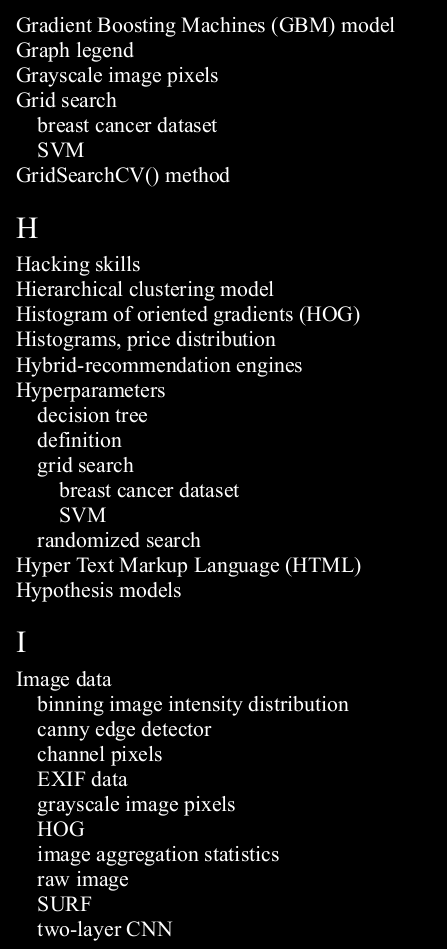 Gradient Boosting Machines (GBM) model
Graph legend
Grayscale image pixels
Grid search
breast cancer dataset
SVM
GridSearchCV() method
H
Hacking skills
Hierarchical clustering model
Histogram of oriented gradients (HOG)
Histograms, price distribution
Hybrid-recommendation engines
Hyperparameters
decision tree
definition
grid search
breast cancer dataset
SVM
randomized search
Hyper Text Markup Language (HTML)
Hypothesis models
I
Image data
binning image intensity distribution
canny edge detector
channel pixels
EXIF data
grayscale image pixels
HOG
image aggregation statistics
raw image
SURF
two-layer CNN